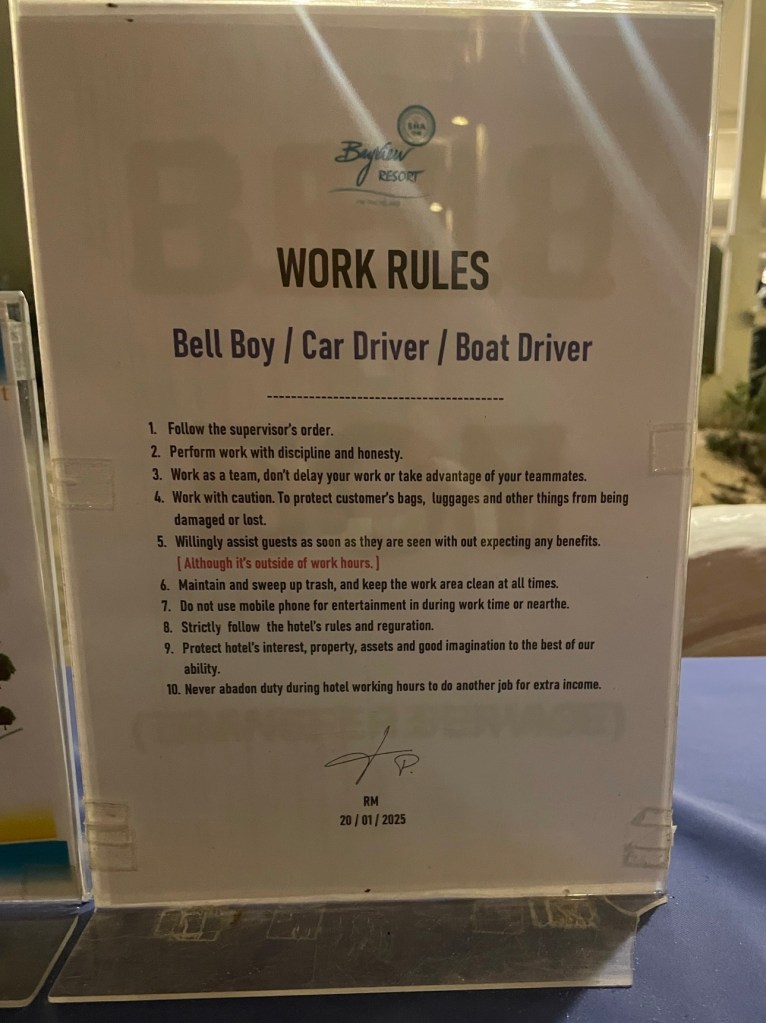 SHA
Bayview
RESORT
WORK RULES
Bell Boy / Car Driver / Boat Driver
----------------------------------------
1. Follow the supervisor's order.
2. Perform work with discipline and honesty.
3. Work as a team, don't delay your work or take advantage of your teammates.
4. Work with caution. To protect customer's bags, luggages and other things from being
damaged or lost.
5. Willingly assist guests as soon as they are seen with out expecting any benefits.
[ Although it's outside of work hours. ]
6. Maintain and sweep up trash, and keep the work area clean at all times.
7. Do not use mobile phone for entertainment in during work time or nearthe.
8. Strictly follow the hotel's rules and reguration.
9. Protect hotel's interest, property, assets and good imagination to the best of our
ability.
10. Never abadon duty during hotel working hours to do another job for extra income.
P.
RM
20 / 01 / 2025